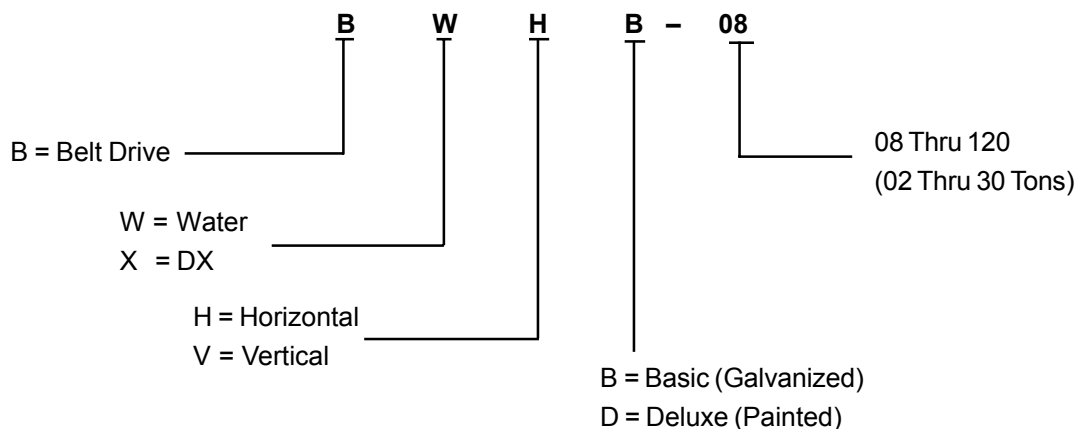 B W H B – 08
B = Belt Drive
08 Thru 120
(02 Thru 30 Tons)
W = Water
X = DX
H = Horizontal
V = Vertical
B = Basic (Galvanized)
D = Deluxe (Painted)